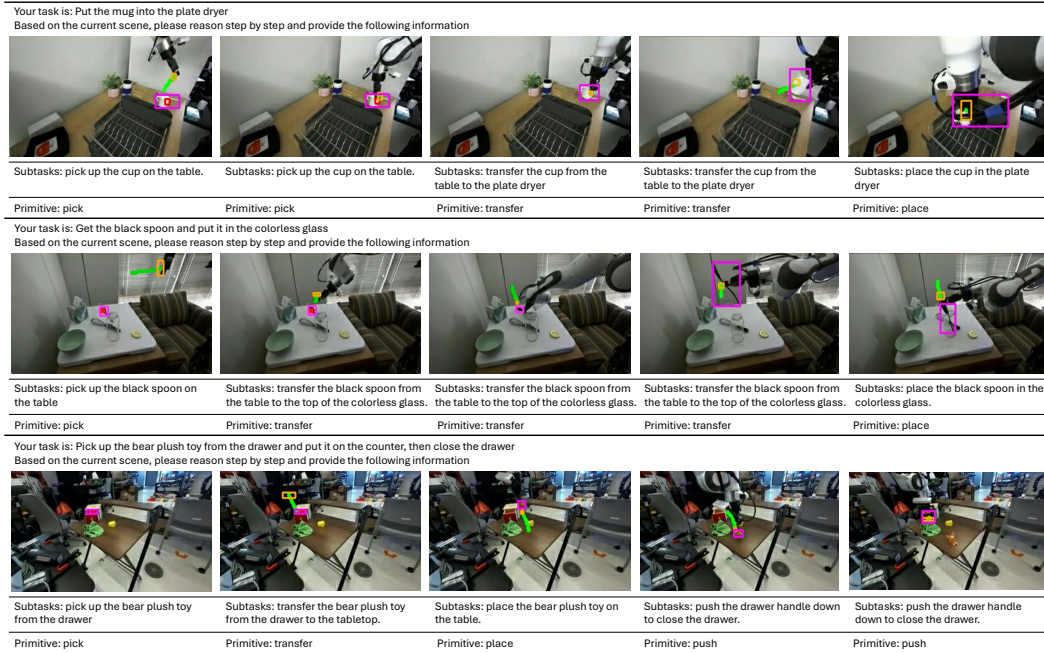 Your task is: Put the mug into the plate dryer
Based on the current scene, please reason step by step and provide the following information
Subtasks: pick up the cup on the table.
Subtasks: pick up the cup on the table.
Subtasks: transfer the cup from the
table to the plate dryer
Subtasks: transfer the cup from the
table to the plate dryer
Subtasks: place the cup in the plate
dryer
Primitive: pick
Primitive: pick
Primitive: transfer
Primitive: transfer
Primitive: place
Your task is: Get the black spoon and put it in the colorless glass
Based on the current scene, please reason step by step and provide the following information
Subtasks: pick up the black spoon on
the table
Subtasks: transfer the black spoon from
the table to the top of the colorless glass.
Subtasks: transfer the black spoon from
the table to the top of the colorless glass.
Subtasks: transfer the black spoon from
the table to the top of the colorless glass.
Subtasks: place the black spoon in the
colorless glass.
Primitive: pick
Primitive: transfer
Primitive: transfer
Primitive: transfer
Primitive: place
Your task is: Pick up the bear plush toy from the drawer and put it on the counter, then close the drawer
Based on the current scene, please reason step by step and provide the following information
Subtasks: pick up the bear plush toy
from the drawer
Subtasks: transfer the bear plush toy
from the drawer to the tabletop.
Subtasks: place the bear plush toy on
the table.
Subtasks: push the drawer handle down
to close the drawer.
Subtasks: push the drawer handle
down to close the drawer.
Primitive: pick
Primitive: transfer
Primitive: place
Primitive: push
Primitive: push